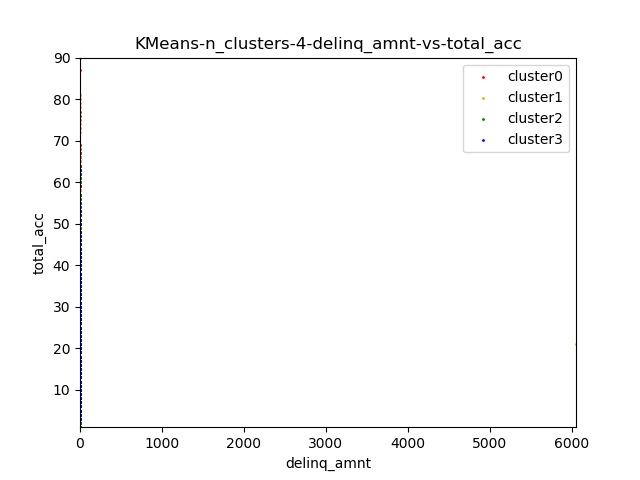 KMeans-n_clusters-4-delinq_amnt-vs-total_acc
90
80
70
60
50
40
30
20
10
total_acc
cluster0
cluster1
cluster2
cluster3
0 1000 2000 3000 4000 5000 6000
delinq_amnt